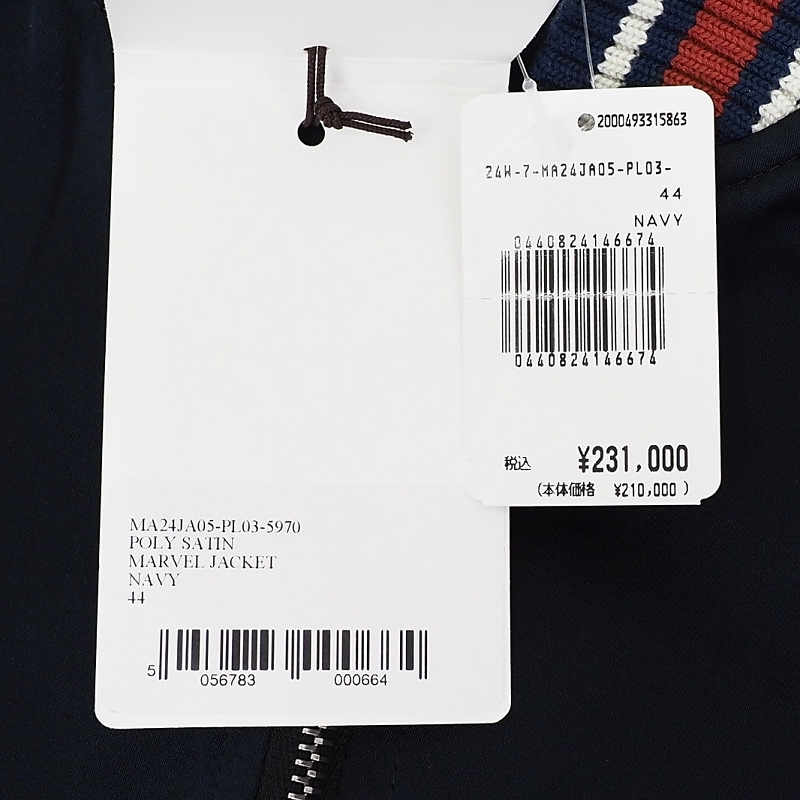 MA24JA05-PL03-5970
POLY SATIN
MARVEL JACKET
NAVY
44
5 056783 000664
2000493315863
24W-7-MA24JA05-PL03-
44
NAVY
0440824146674
0440824146674
税込 ¥231,000
(本体価格 ¥210,000 )